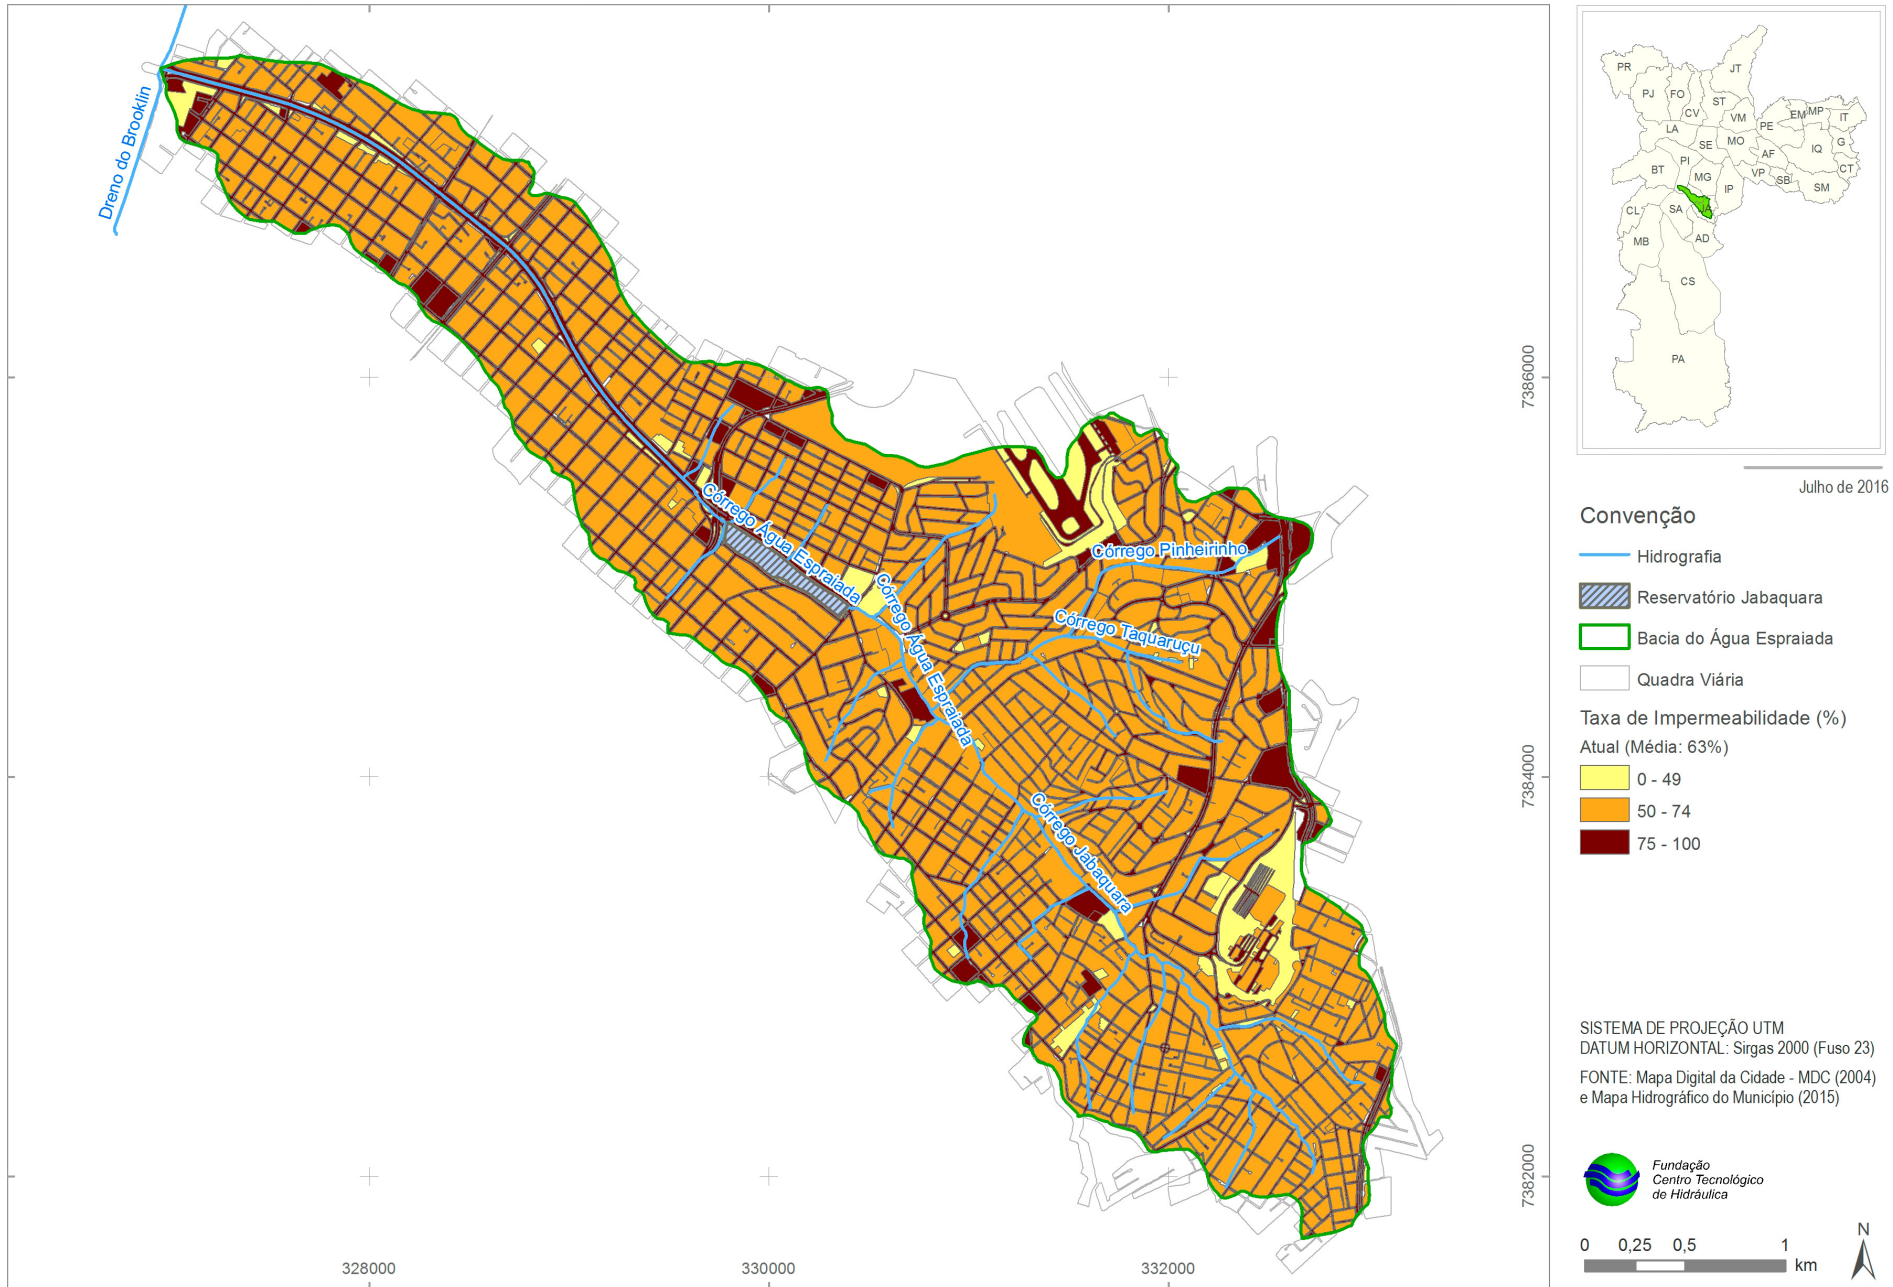 Dreno do Brooklin
Córrego Água Espraiada
Córrego Água Espraiada
Córrego Pinheirinho
Córrego Taquaruçu
Córrego Jabaquara
328000
330000
332000
7386000
7384000
7382000
PR
JT
PJ
FO
ST
CV
VM
EM
MP
IT
LA
PE
SE
MO
IQ
G
AF
BT
PI
MG
VP
SB
CT
IP
SM
CL
SA
JA
MB
AD
CS
PA
Julho de 2016
Convenção
Hidrografia
Reservatório Jabaquara
Bacia do Água Espraiada
Quadra Viária
Taxa de Impermeabilidade (%)
Atual (Média: 63%)
0 - 49
50 - 74
75 - 100
SISTEMA DE PROJEÇÃO UTM
DATUM HORIZONTAL: Sirgas 2000 (Fuso 23)
FONTE: Mapa Digital da Cidade - MDC (2004)
e Mapa Hidrográfico do Município (2015)
Fundação
Centro Tecnológico
de Hidráulica
N
0 0,25 0,5 1
km